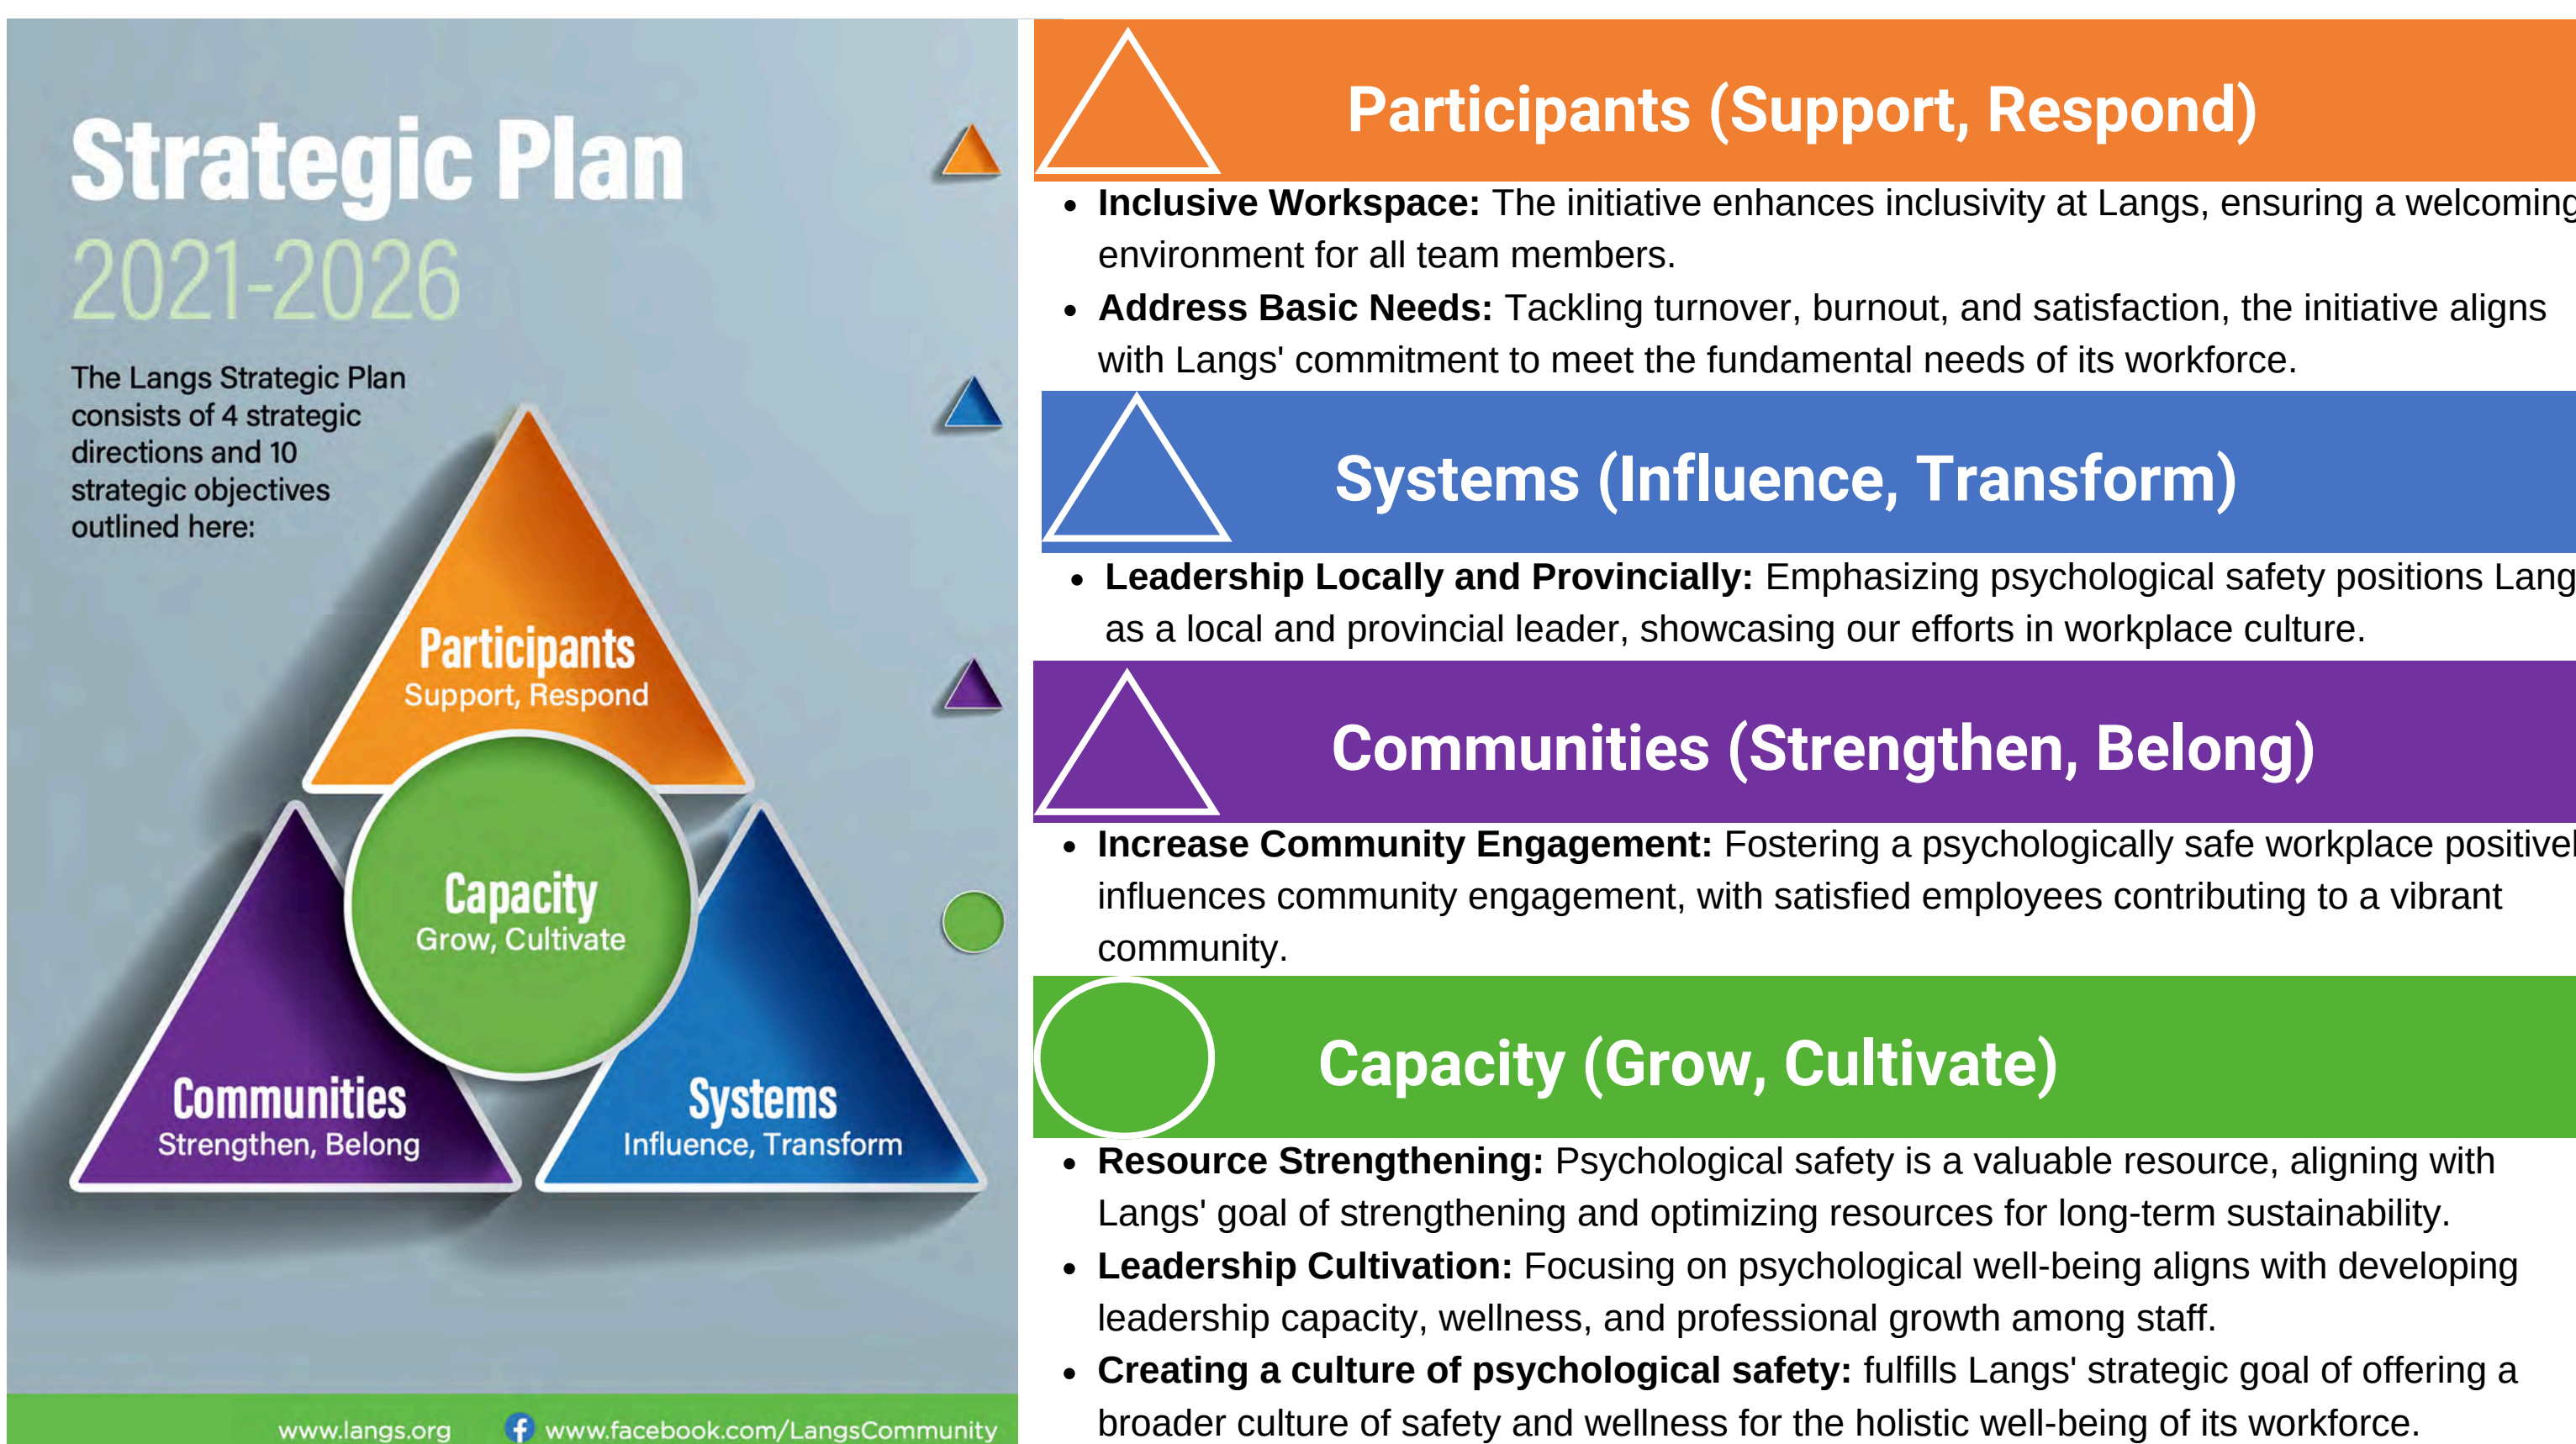 Strategic Plan
2021-2026
The Langs Strategic Plan
consists of 4 strategic
directions and 10
strategic objectives
outlined here:
Participants
Support, Respond
Capacity
Grow, Cultivate
Communities
Strengthen, Belong
Systems
Influence, Transform
www.langs.org
www.facebook.com/LangsCommunity
Participants (Support, Respond)
• Inclusive Workspace: The initiative enhances inclusivity at Langs, ensuring a welcoming
environment for all team members.
• Address Basic Needs: Tackling turnover, burnout, and satisfaction, the initiative aligns
with Langs' commitment to meet the fundamental needs of its workforce.
Systems (Influence, Transform)
• Leadership Locally and Provincially: Emphasizing psychological safety positions Lang
as a local and provincial leader, showcasing our efforts in workplace culture.
Communities (Strengthen, Belong)
• Increase Community Engagement: Fostering a psychologically safe workplace positivel
influences community engagement, with satisfied employees contributing to a vibrant
community.
Capacity (Grow, Cultivate)
• Resource Strengthening: Psychological safety is a valuable resource, aligning with
Langs' goal of strengthening and optimizing resources for long-term sustainability.
• Leadership Cultivation: Focusing on psychological well-being aligns with developing
leadership capacity, wellness, and professional growth among staff.
• Creating a culture of psychological safety: fulfills Langs' strategic goal of offering a
broader culture of safety and wellness for the holistic well-being of its workforce.